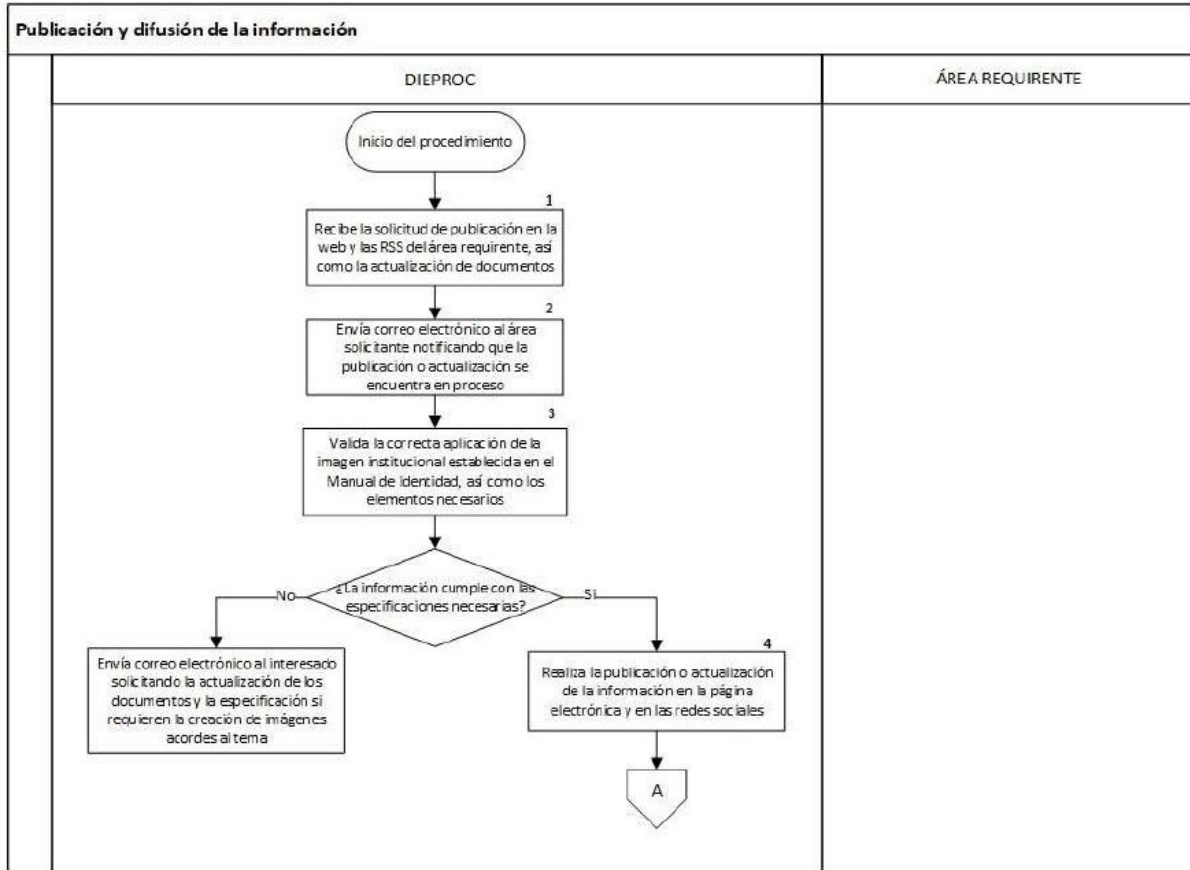 Publicación y difusión de la información
DIEPROC
ÁREA REQUIRENTE
Inicio del procedimiento
1
Recibe la solicitud de publicación en la
web y las RSS del área requirente, así
como la actualización de documentos
2
Envía correo electrónico al área
solicitante notificando que la
publicación o actualización se
encuentra en proceso
3
Valida la correcta aplicación de la
imagen institucional establecida en el
Manual de Identidad, así como los
elementos necesarios
¿La información cumple con las
especificaciones necesarias?
No
Si
Envía correo electrónico al interesado
solicitando la actualización de los
documentos y la especificación si
requieren la creación de imágenes
acordes al tema
4
Realiza la publicación o actualización
de la información en la página
electrónica y en las redes sociales
A